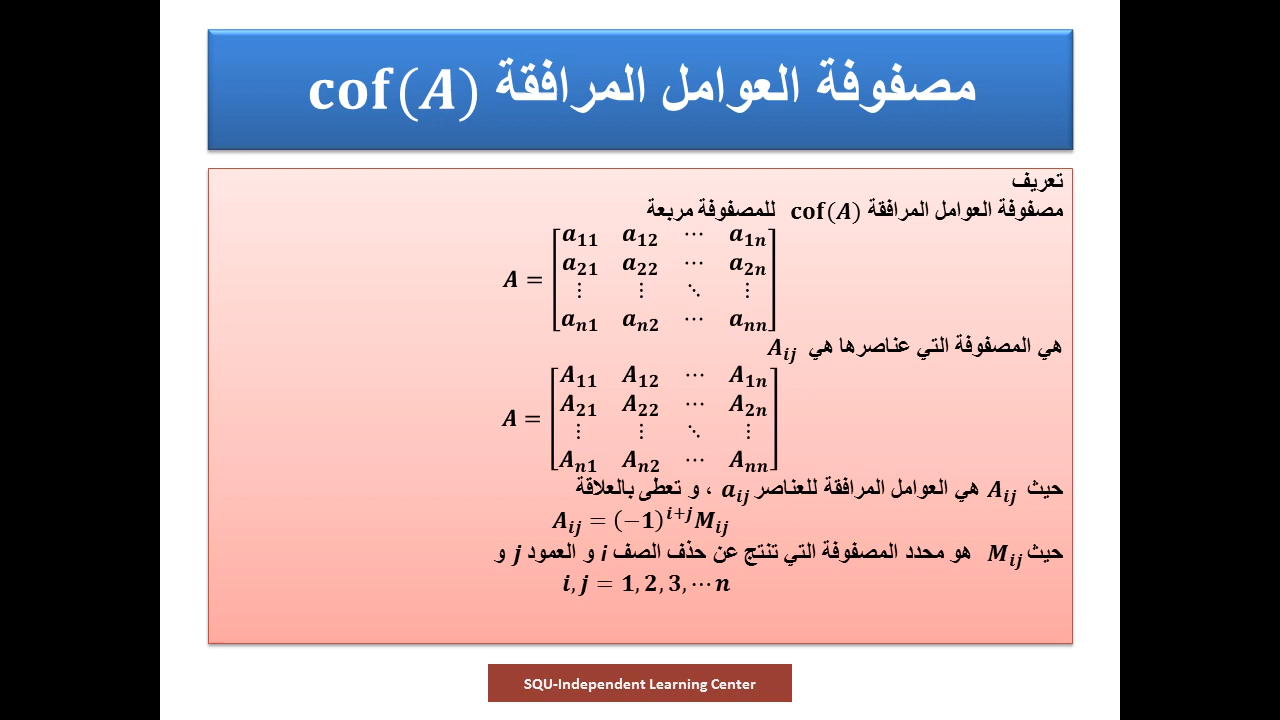 مصفوفة العوامل المرافقة cof(A)
تعريف
مصفوفة العوامل المرافقة cof(A) للمصفوفة مربعة
A = [a₁₁ a₁₂ ⋯ a₁ₙ
a₂₁ a₂₂ ⋯ a₂ₙ
⋮ ⋮ ⋱ ⋮
aₙ₁ aₙ₂ ⋯ aₙₙ]
هي المصفوفة التي عناصرها هي Aᵢⱼ
A = [A₁₁ A₁₂ ⋯ A₁ₙ
A₂₁ A₂₂ ⋯ A₂ₙ
⋮ ⋮ ⋱ ⋮
Aₙ₁ Aₙ₂ ⋯ Aₙₙ]
حيث Aᵢⱼ هي العوامل المرافقة للعناصر aᵢⱼ ، و تعطى بالعلاقة
Aᵢⱼ = (−1)ⁱ⁺ʲMᵢⱼ
حيث Mᵢⱼ هو محدد المصفوفة التي تنتج عن حذف الصف i و العمود j و
i, j = 1, 2, 3, ⋯ n
SQU-Independent Learning Center